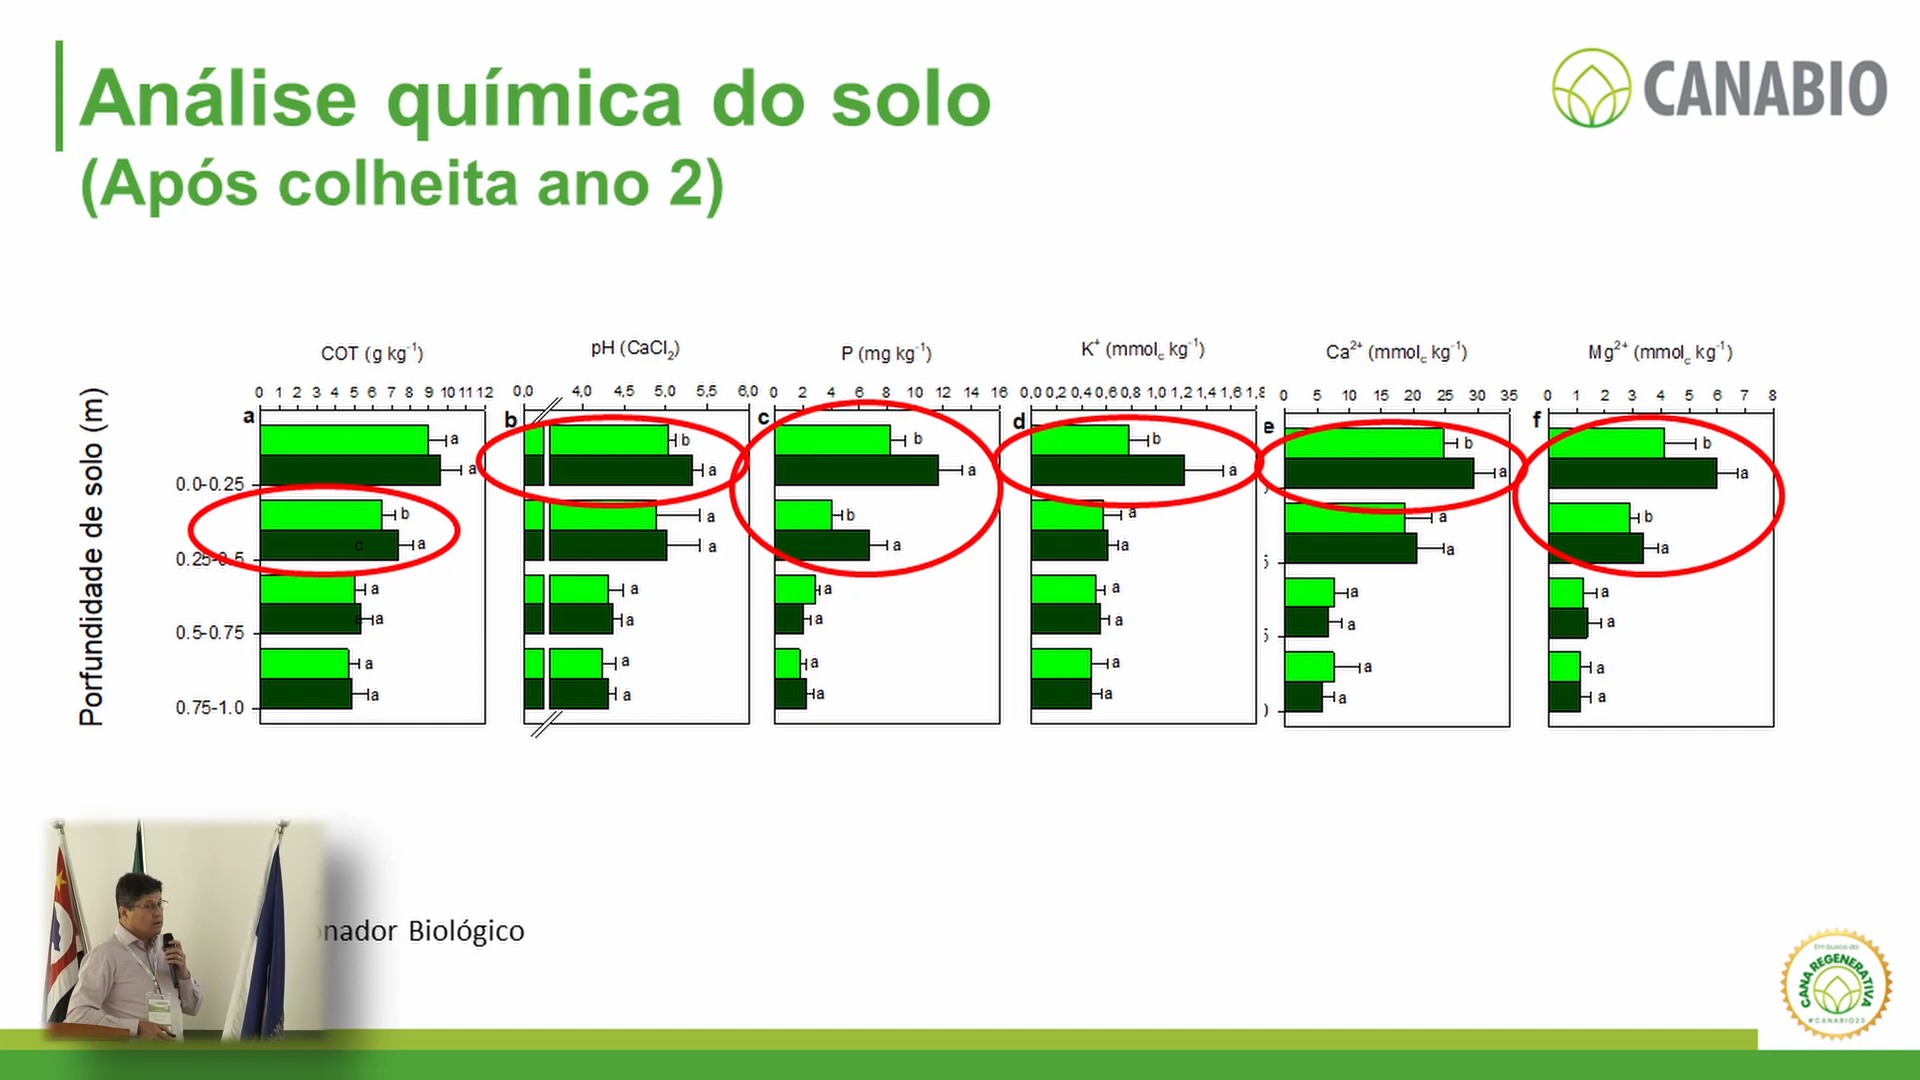 Análise química do solo
(Após colheita ano 2)
CANABIO
COT (g kg⁻¹)
pH (CaCl₂)
P (mg kg⁻¹)
K⁺ (mmol꜀ kg⁻¹)
Ca²⁺ (mmol꜀ kg⁻¹)
Mg²⁺ (mmol꜀ kg⁻¹)
0 1 2 3 4 5 6 7 8 9 10 11 12
0,0 4,0 4,5 5,0 5,5 6,0
0 2 4 6 8 10 12 14 16
0,0 0,2 0,4 0,6 0,8 1,0 1,2 1,4 1,6 1,8
0 5 10 15 20 25 30 35
0 1 2 3 4 5 6 7 8
a b c d e f
Porfundidade de solo (m)
a b b b b b
0.0-0.25 a a a a a a
b a b a a b
0.25-0.5 c a a a a a a
a a a a a a
0.5-0.75 a a a a a a
a a a a a a
0.75-1.0 a a a a a a
onador Biológico
Em busca da
CANA REGENERATIVA
#CANABIO23